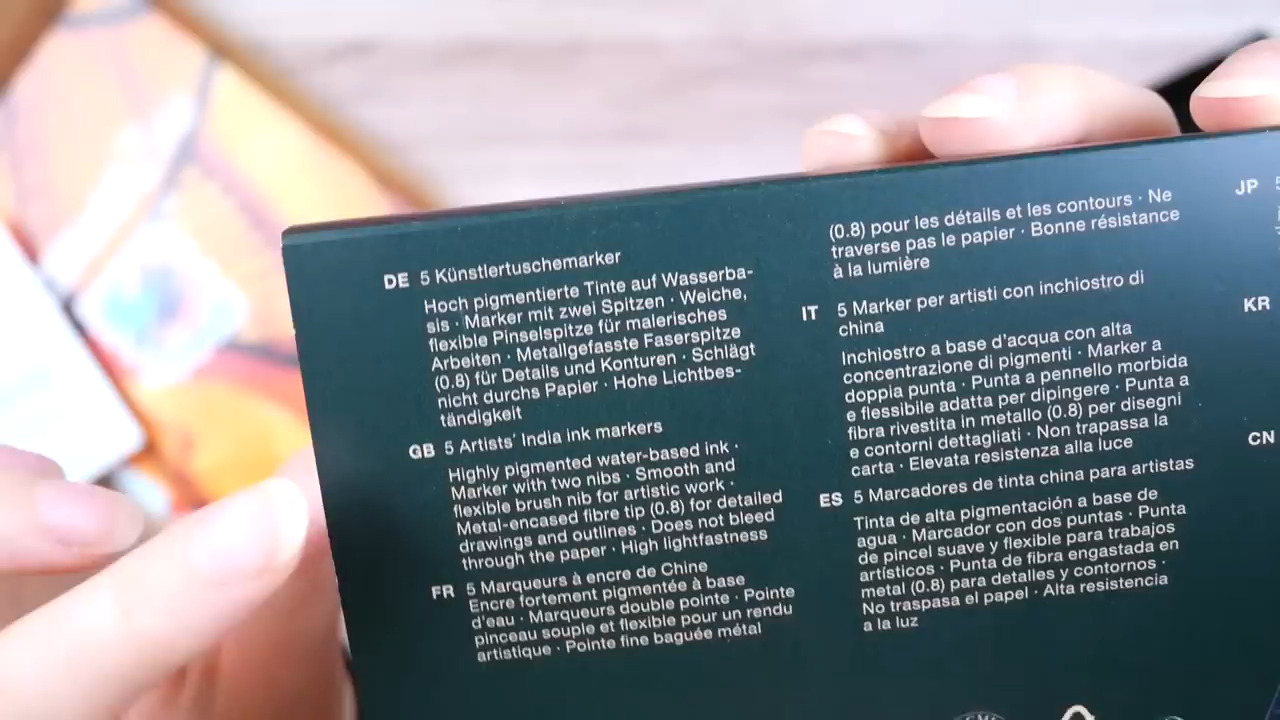 DE 5 Künstlertuschemarker
Hoch pigmentierte Tinte auf Wasserba-
sis · Marker mit zwei Spitzen · Weiche,
flexible Pinselspitze für malerisches
Arbeiten · Metallgefasste Faserspitze
(0.8) für Details und Konturen · Schlägt
nicht durchs Papier · Hohe Lichtbes-
tändigkeit
GB 5 Artists' India ink markers
Highly pigmented water-based ink ·
Marker with two nibs · Smooth and
flexible brush nib for artistic work ·
Metal-encased fibre tip (0.8) for detailed
drawings and outlines · Does not bleed
through the paper · High lightfastness
FR 5 Marqueurs à encre de Chine
Encre fortement pigmentée à base
d'eau · Marqueurs double pointe · Pointe
pinceau souple et flexible pour un rendu
artistique · Pointe fine baguée métal
(0.8) pour les détails et les contours · Ne
traverse pas le papier · Bonne résistance
à la lumière
IT 5 Marker per artisti con inchiostro di
china
Inchiostro a base d'acqua con alta
concentrazione di pigmenti · Marker a
doppia punta · Punta a pennello morbida
e flessibile adatta per dipingere · Punta a
fibra rivestita in metallo (0.8) per disegni
e contorni dettagliati · Non trapassa la
carta · Elevata resistenza alla luce
ES 5 Marcadores de tinta china para artistas
Tinta de alta pigmentación a base de
agua · Marcador con dos puntas · Punta
de pincel suave y flexible para trabajos
artísticos · Punta de fibra engastada en
metal (0.8) para detalles y contornos ·
No traspasa el papel · Alta resistencia
a la luz
JP
KR
CN